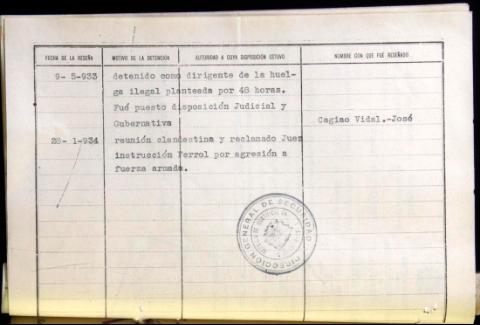 FECHA DE LA RESEÑA MOTIVO DE LA DETENCIÓN AUTORIDAD A CUYA DISPOSICIÓN ESTUVO NOMBRE CON QUE FUÉ RESEÑADO
9- 5-933 detenido como dirigente de la huel-
ga ilegal planteada por 48 horas.
Fué puesto disposición Judicial y
Gubernativa
Cagiao Vidal.-José
28- 1-934 reunión clandestina y reclamado Juez
instrucción Ferrol por agresión a
fuerza armada.
DIRECCION GENERAL DE SEGURIDAD